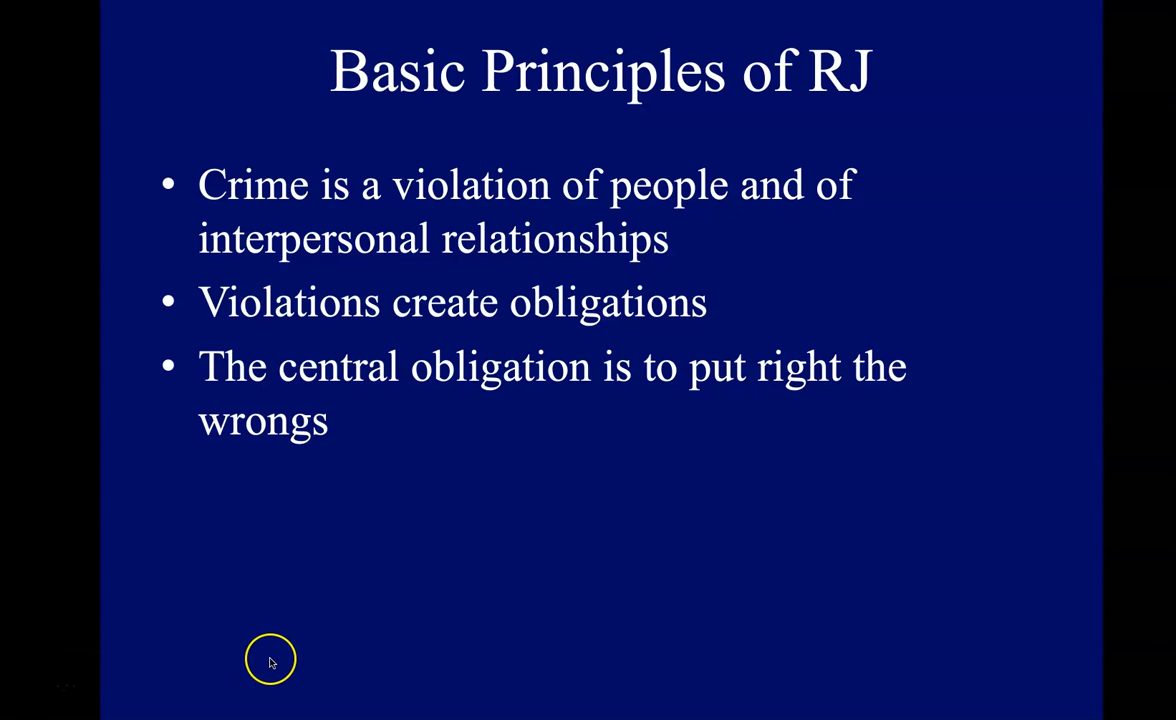 Basic Principles of RJ
• Crime is a violation of people and of
interpersonal relationships
• Violations create obligations
• The central obligation is to put right the
wrongs